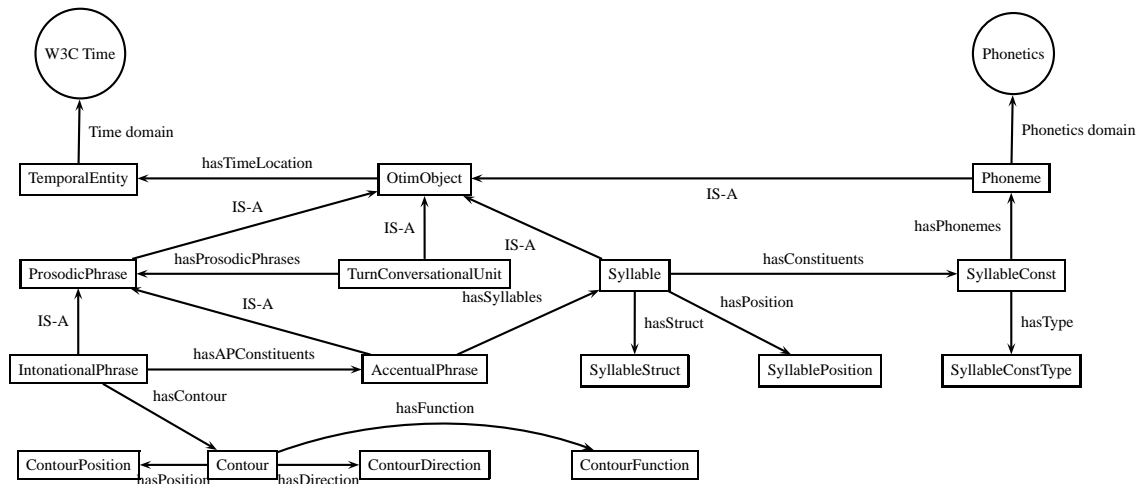 W3C Time
Phonetics
Time domain
Phonetics domain
hasTimeLocation
TemporalEntity
OtimObject
Phoneme
IS-A
IS-A
IS-A
IS-A
hasPhonemes
hasProsodicPhrases
hasConstituents
ProsodicPhrase
TurnConversationalUnit
Syllable
SyllableConst
hasSyllables
hasPosition
IS-A
IS-A
hasStruct
hasType
hasAPConstituents
IntonationalPhrase
AccentualPhrase
SyllableStruct
SyllablePosition
SyllableConstType
hasContour
hasFunction
ContourPosition
Contour
ContourDirection
ContourFunction
hasPosition
hasDirection